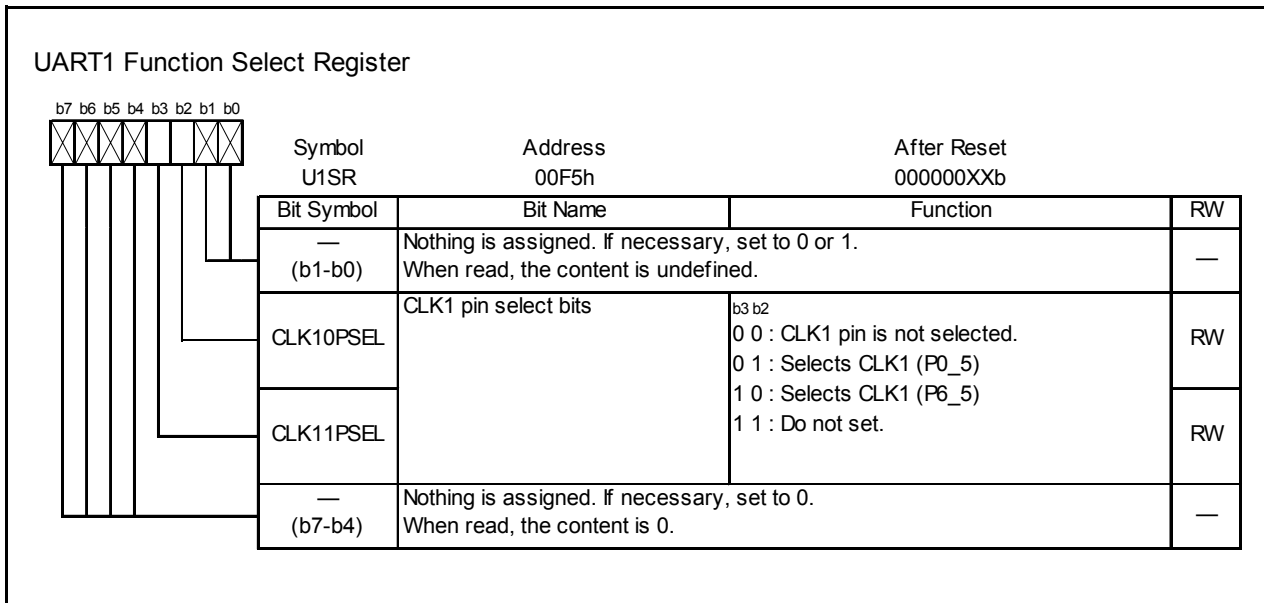 UART1 Function Select Register
b7 b6 b5 b4 b3 b2 b1 b0
Symbol Address After Reset
U1SR 00F5h 000000XXb
Bit Symbol Bit Name Function RW
— (b1-b0) Nothing is assigned. If necessary, set to 0 or 1. —
When read, the content is undefined.
CLK10PSEL CLK1 pin select bits b3 b2 RW
0 0 : CLK1 pin is not selected.
0 1 : Selects CLK1 (P0_5)
1 0 : Selects CLK1 (P6_5)
1 1 : Do not set.
CLK11PSEL RW
— (b7-b4) Nothing is assigned. If necessary, set to 0. —
When read, the content is 0.